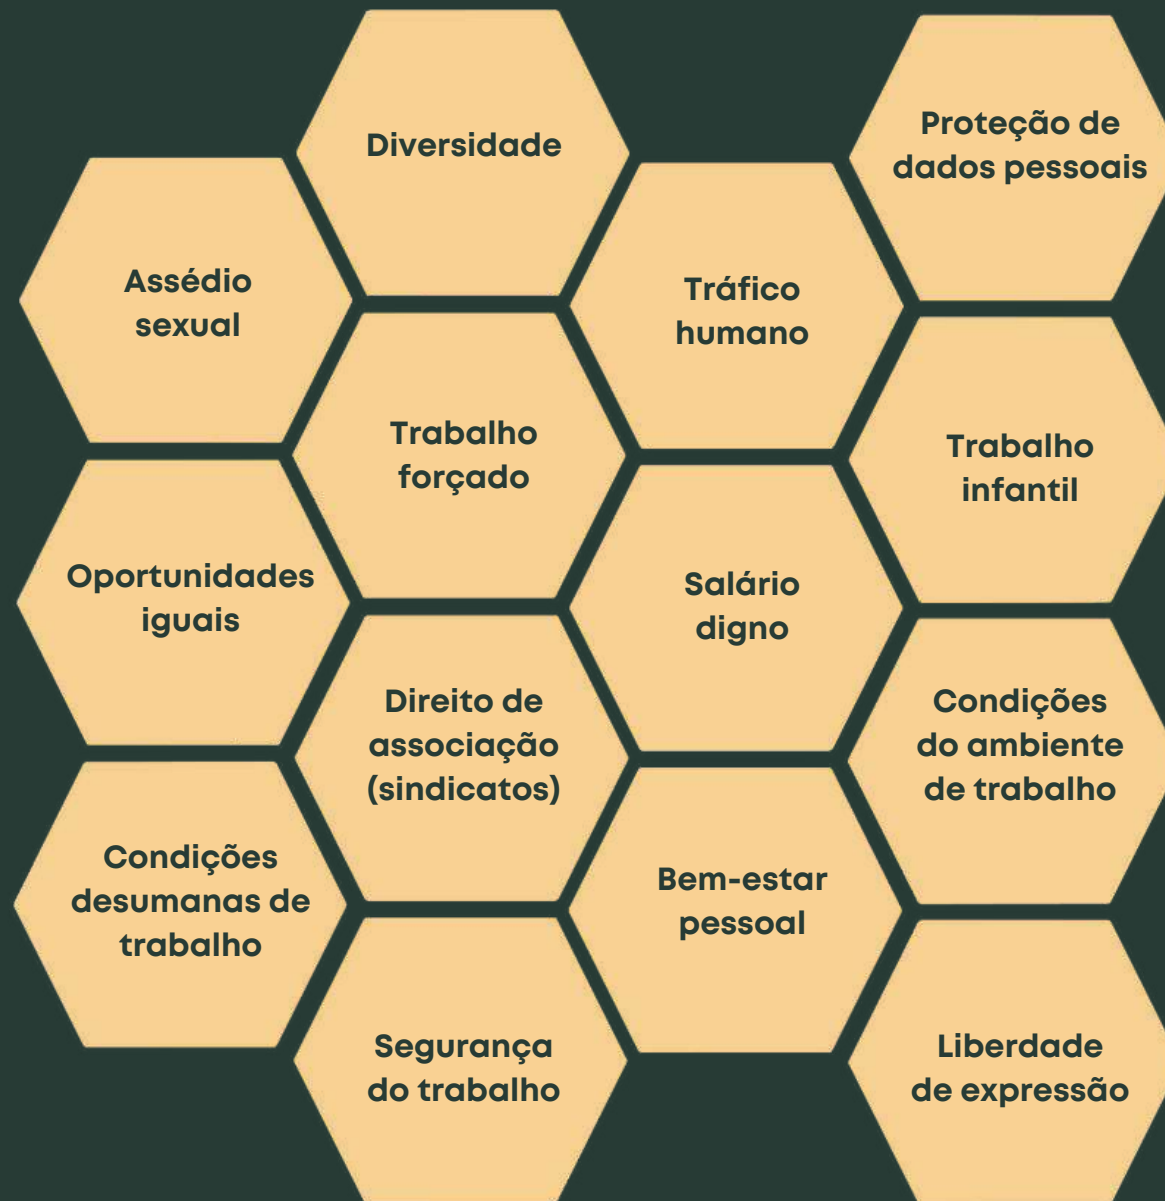 Diversidade
Proteção de
dados pessoais
Assédio
sexual
Tráfico
humano
Trabalho
forçado
Trabalho
infantil
Oportunidades
iguais
Salário
digno
Direito de
associação
(sindicatos)
Condições
do ambiente
de trabalho
Condições
desumanas de
trabalho
Bem-estar
pessoal
Segurança
do trabalho
Liberdade
de expressão